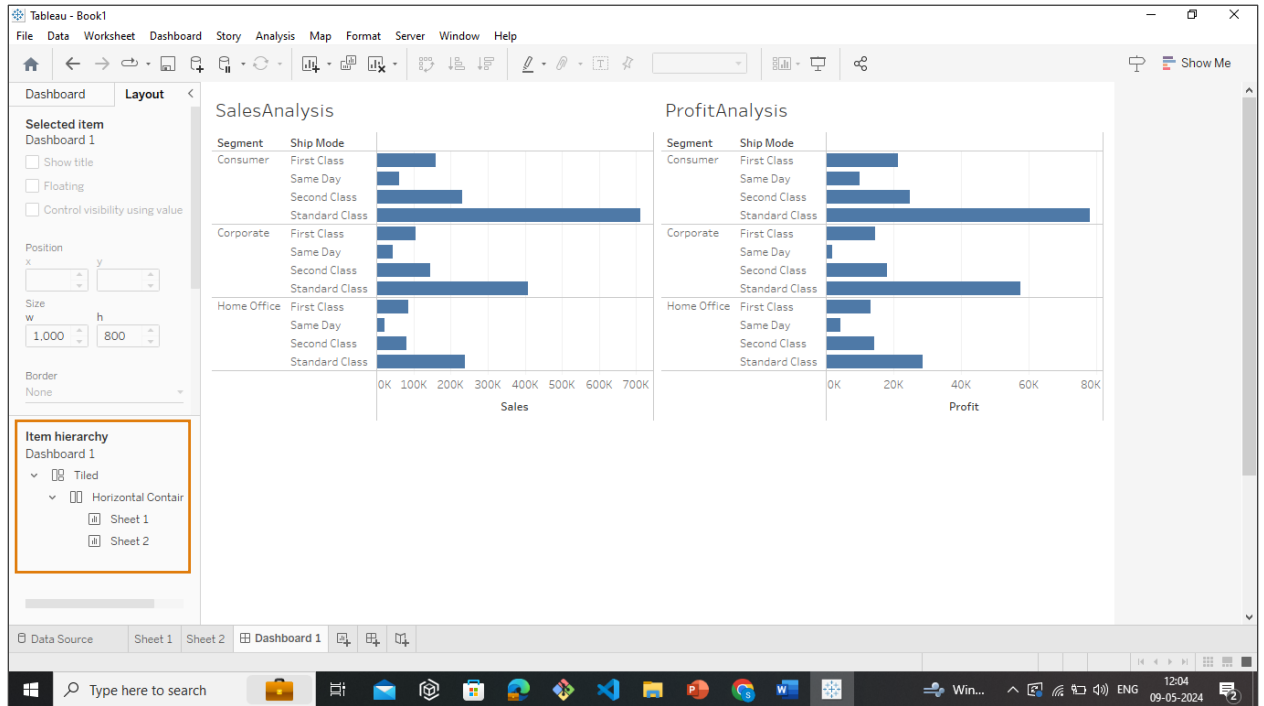 Tableau - Book1
File Data Worksheet Dashboard Story Analysis Map Format Server Window Help
Show Me
Dashboard Layout
Selected item
Dashboard 1
Show title
Floating
Control visibility using value
Position
x y
Size
w h
1,000 800
Border
None
Item hierarchy
Dashboard 1
Tiled
Horizontal Contair
Sheet 1
Sheet 2
SalesAnalysis
Segment Ship Mode
Consumer First Class
Same Day
Second Class
Standard Class
Corporate First Class
Same Day
Second Class
Standard Class
Home Office First Class
Same Day
Second Class
Standard Class
0K 100K 200K 300K 400K 500K 600K 700K
Sales
ProfitAnalysis
Segment Ship Mode
Consumer First Class
Same Day
Second Class
Standard Class
Corporate First Class
Same Day
Second Class
Standard Class
Home Office First Class
Same Day
Second Class
Standard Class
0K 20K 40K 60K 80K
Profit
Data Source Sheet 1 Sheet 2 Dashboard 1
Type here to search
Win...
ENG
12:04
09-05-2024
2